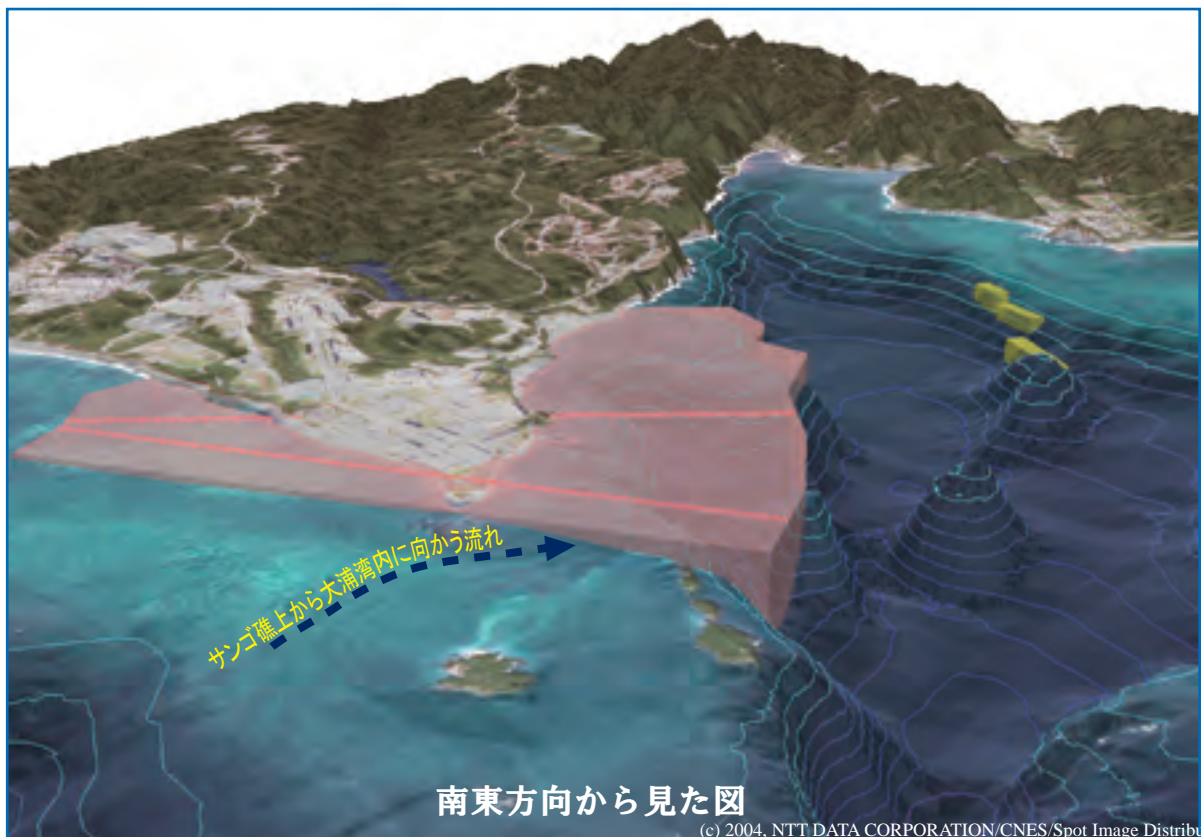 サンゴ礁上から大浦湾内に向かう流れ
南東方向から見た図
(c) 2004, NTT DATA CORPORATION/CNES/Spot Image Distribu